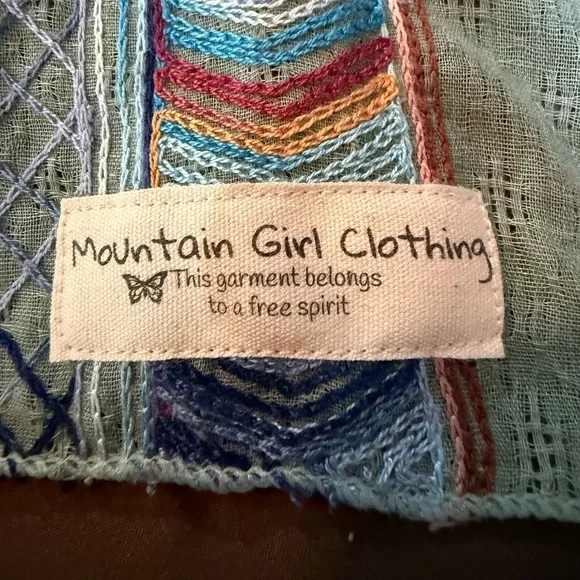 Mountain Girl Clothing
This garment belongs
to a free spirit